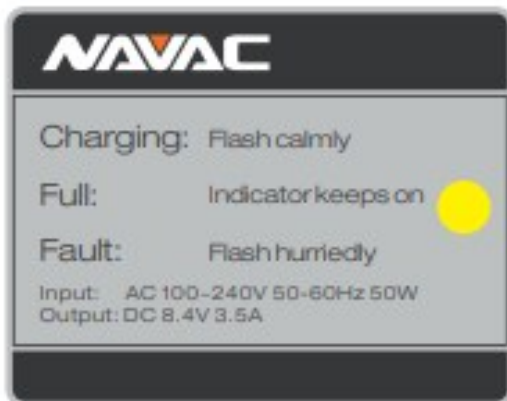 NAVAC
Charging: Flash calmly
Full: Indicator keeps on
Fault: Flash hurriedly
Input: AC 100-240V 50-60Hz 50W
Output: DC 8.4V 3.5A